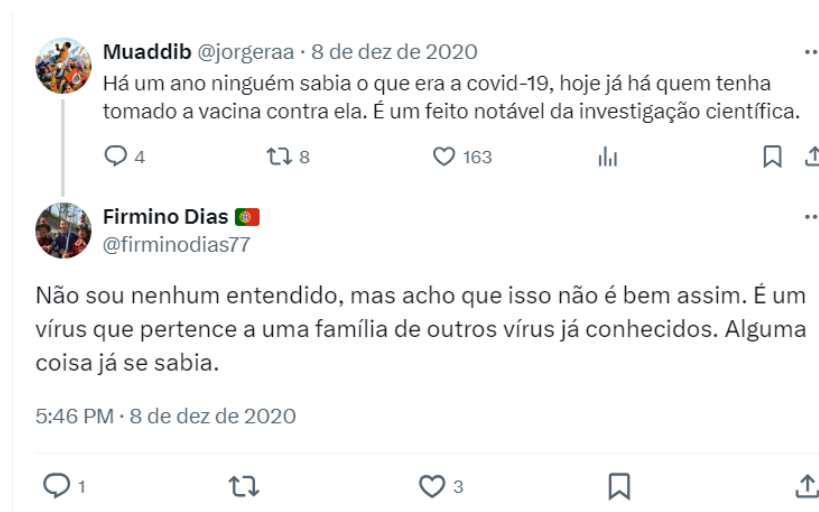 Muaddib @jorgeraa · 8 de dez de 2020
Há um ano ninguém sabia o que era a covid-19, hoje já há quem tenha
tomado a vacina contra ela. É um feito notável da investigação científica.
4 8 163
Firmino Dias 🇵🇹
@firminodias77
Não sou nenhum entendido, mas acho que isso não é bem assim. É um
vírus que pertence a uma família de outros vírus já conhecidos. Alguma
coisa já se sabia.
5:46 PM · 8 de dez de 2020
1 3